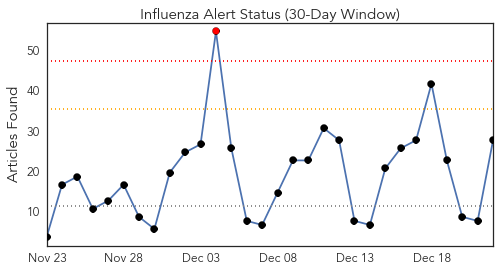 Influenza Alert Status (30-Day Window)
Articles Found
50
40
30
20
10
Nov 23 Nov 28 Dec 03 Dec 08 Dec 13 Dec 18